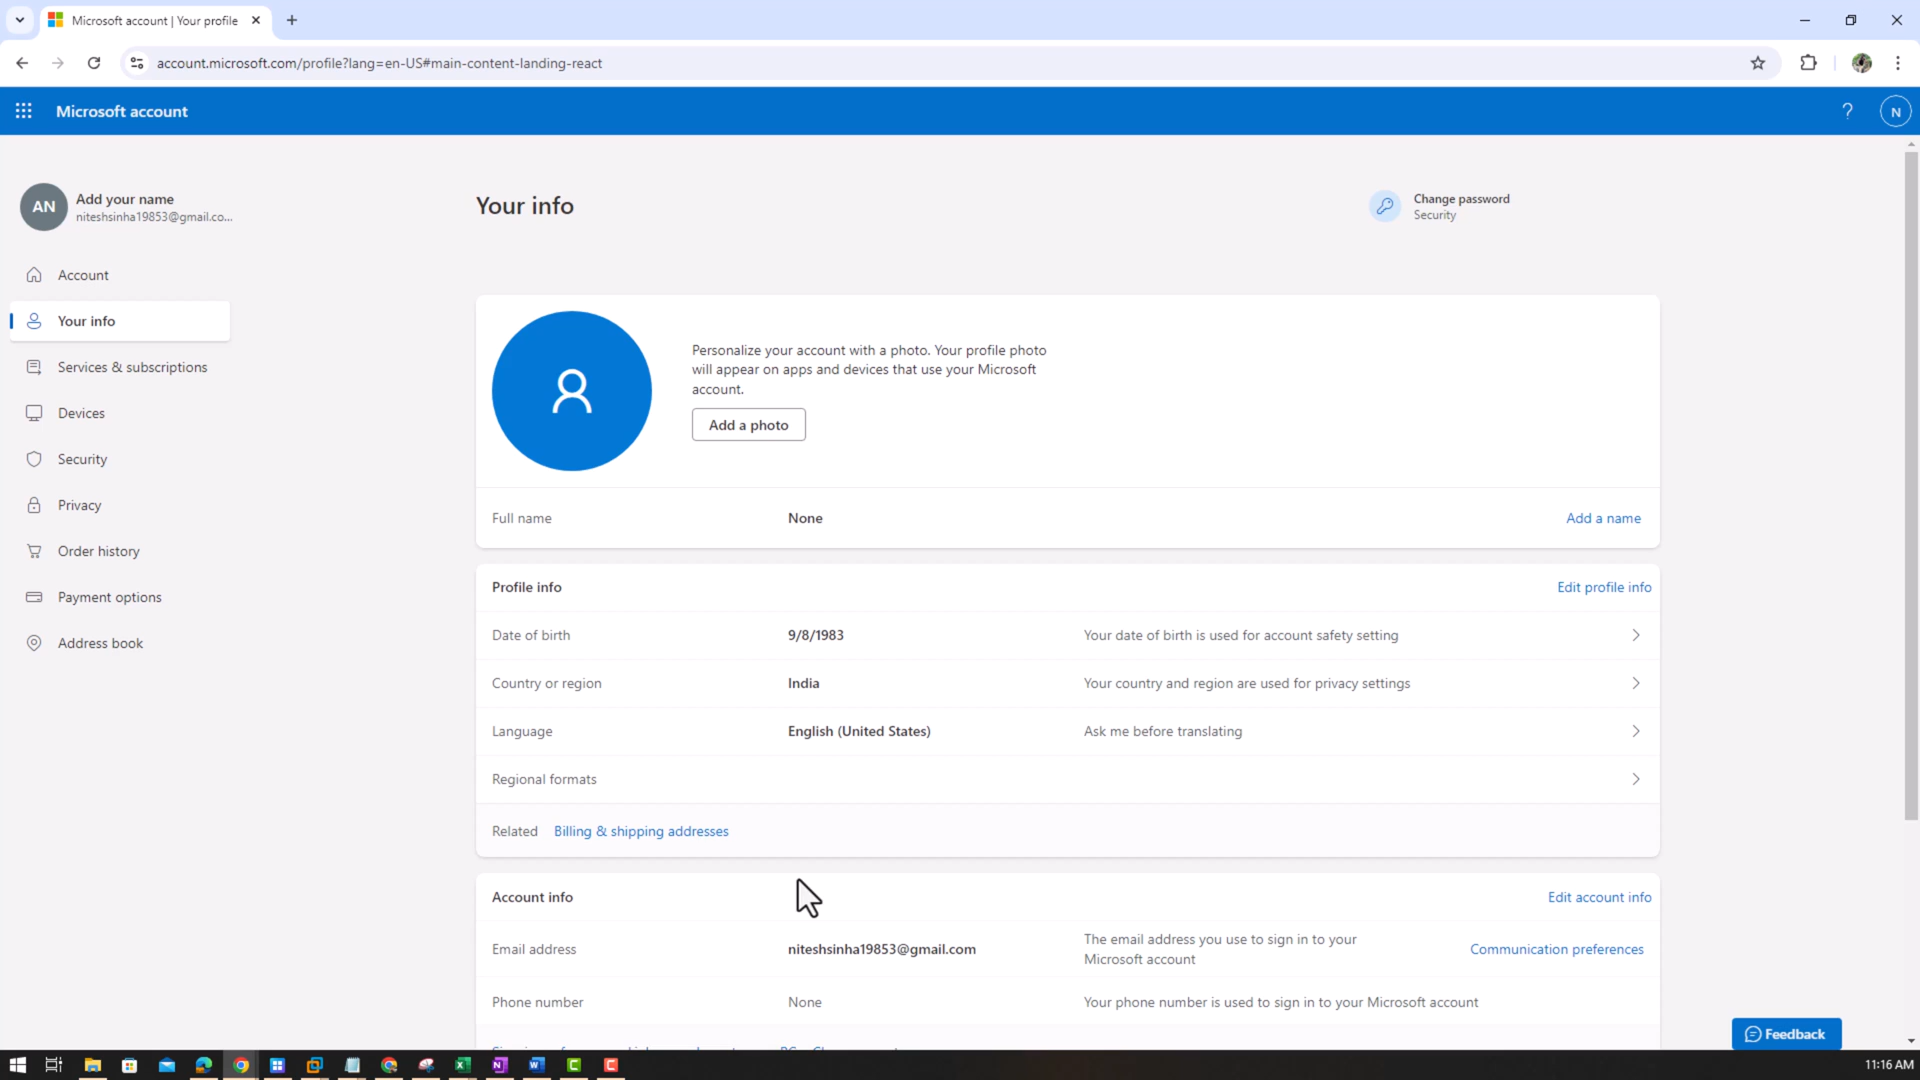 Microsoft account | Your profile
account.microsoft.com/profile?lang=en-US#main-content-landing-react
Microsoft account
?
N
AN
Add your name
niteshsinha19853@gmail.co...
Account
Your info
Services & subscriptions
Devices
Security
Privacy
Order history
Payment options
Address book
Your info
Change password
Security
Personalize your account with a photo. Your profile photo
will appear on apps and devices that use your Microsoft
account.
Add a photo
Full name None Add a name
Profile info Edit profile info
Date of birth 9/8/1983 Your date of birth is used for account safety setting
Country or region India Your country and region are used for privacy settings
Language English (United States) Ask me before translating
Regional formats
Related Billing & shipping addresses
Account info Edit account info
Email address niteshsinha19853@gmail.com The email address you use to sign in to your
Microsoft account
Communication preferences
Phone number None Your phone number is used to sign in to your Microsoft account
Feedback
11:16 AM